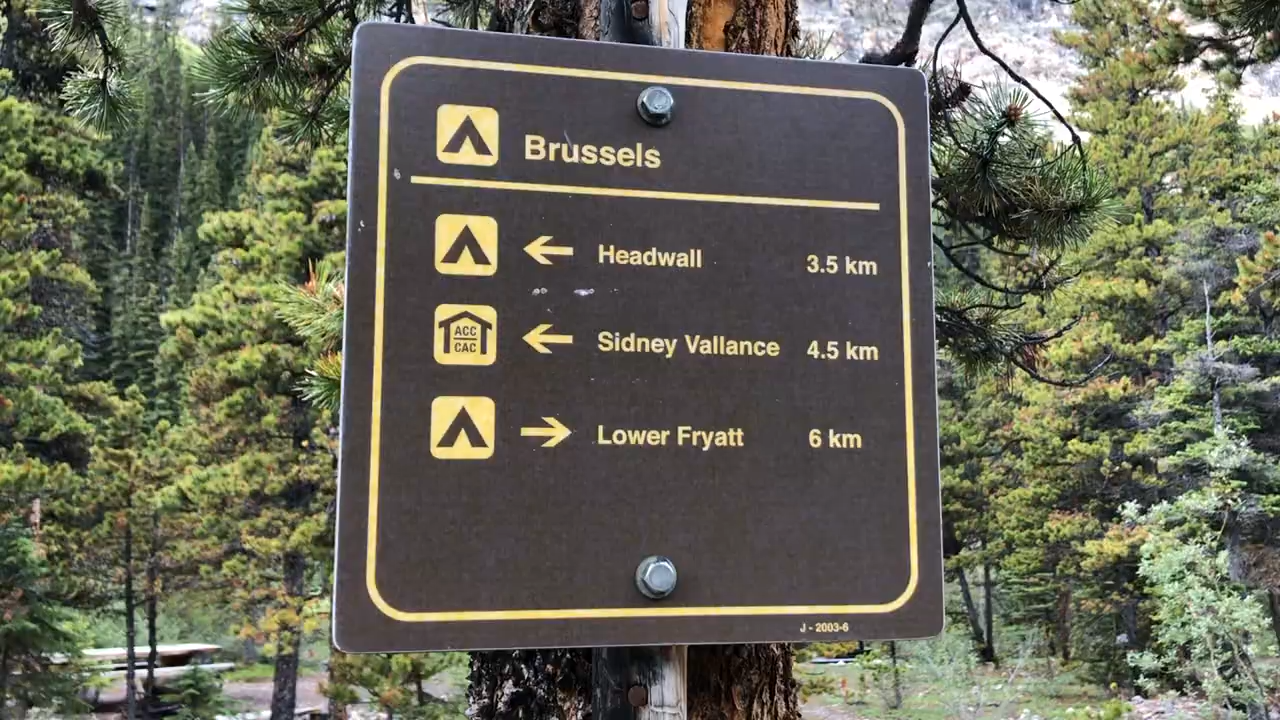 Brussels
Headwall 3.5 km
ACC
CAC
Sidney Vallance 4.5 km
Lower Fryatt 6 km
J - 2003-6